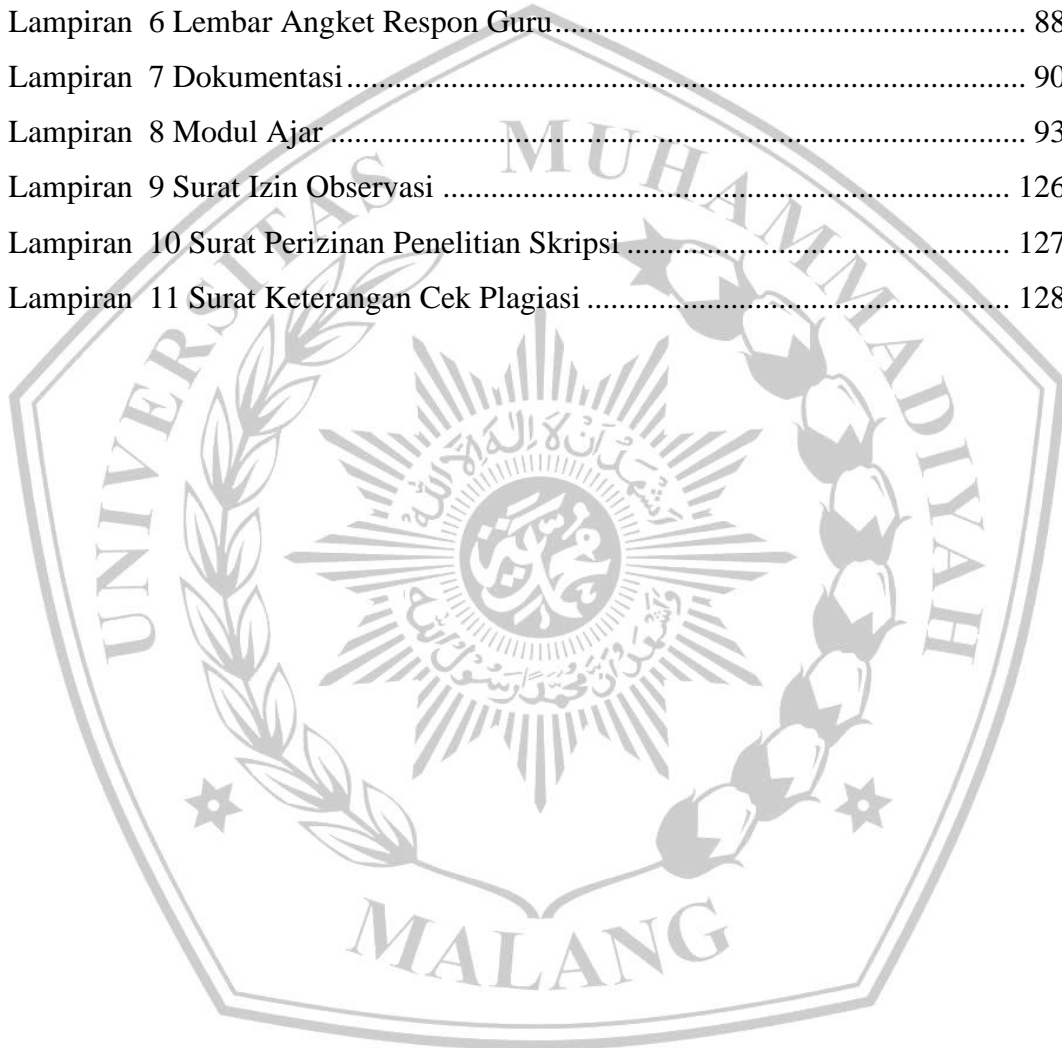 Lampiran 6 Lembar Angket Respon Guru.......................................................... 88
Lampiran 7 Dokumentasi.................................................................................... 90
Lampiran 8 Modul Ajar ...................................................................................... 93
Lampiran 9 Surat Izin Observasi ....................................................................... 126
Lampiran 10 Surat Perizinan Penelitian Skripsi ................................................ 127
Lampiran 11 Surat Keterangan Cek Plagiasi ..................................................... 128
UNIVERSITAS MUHAMMADIYAH
MALANG